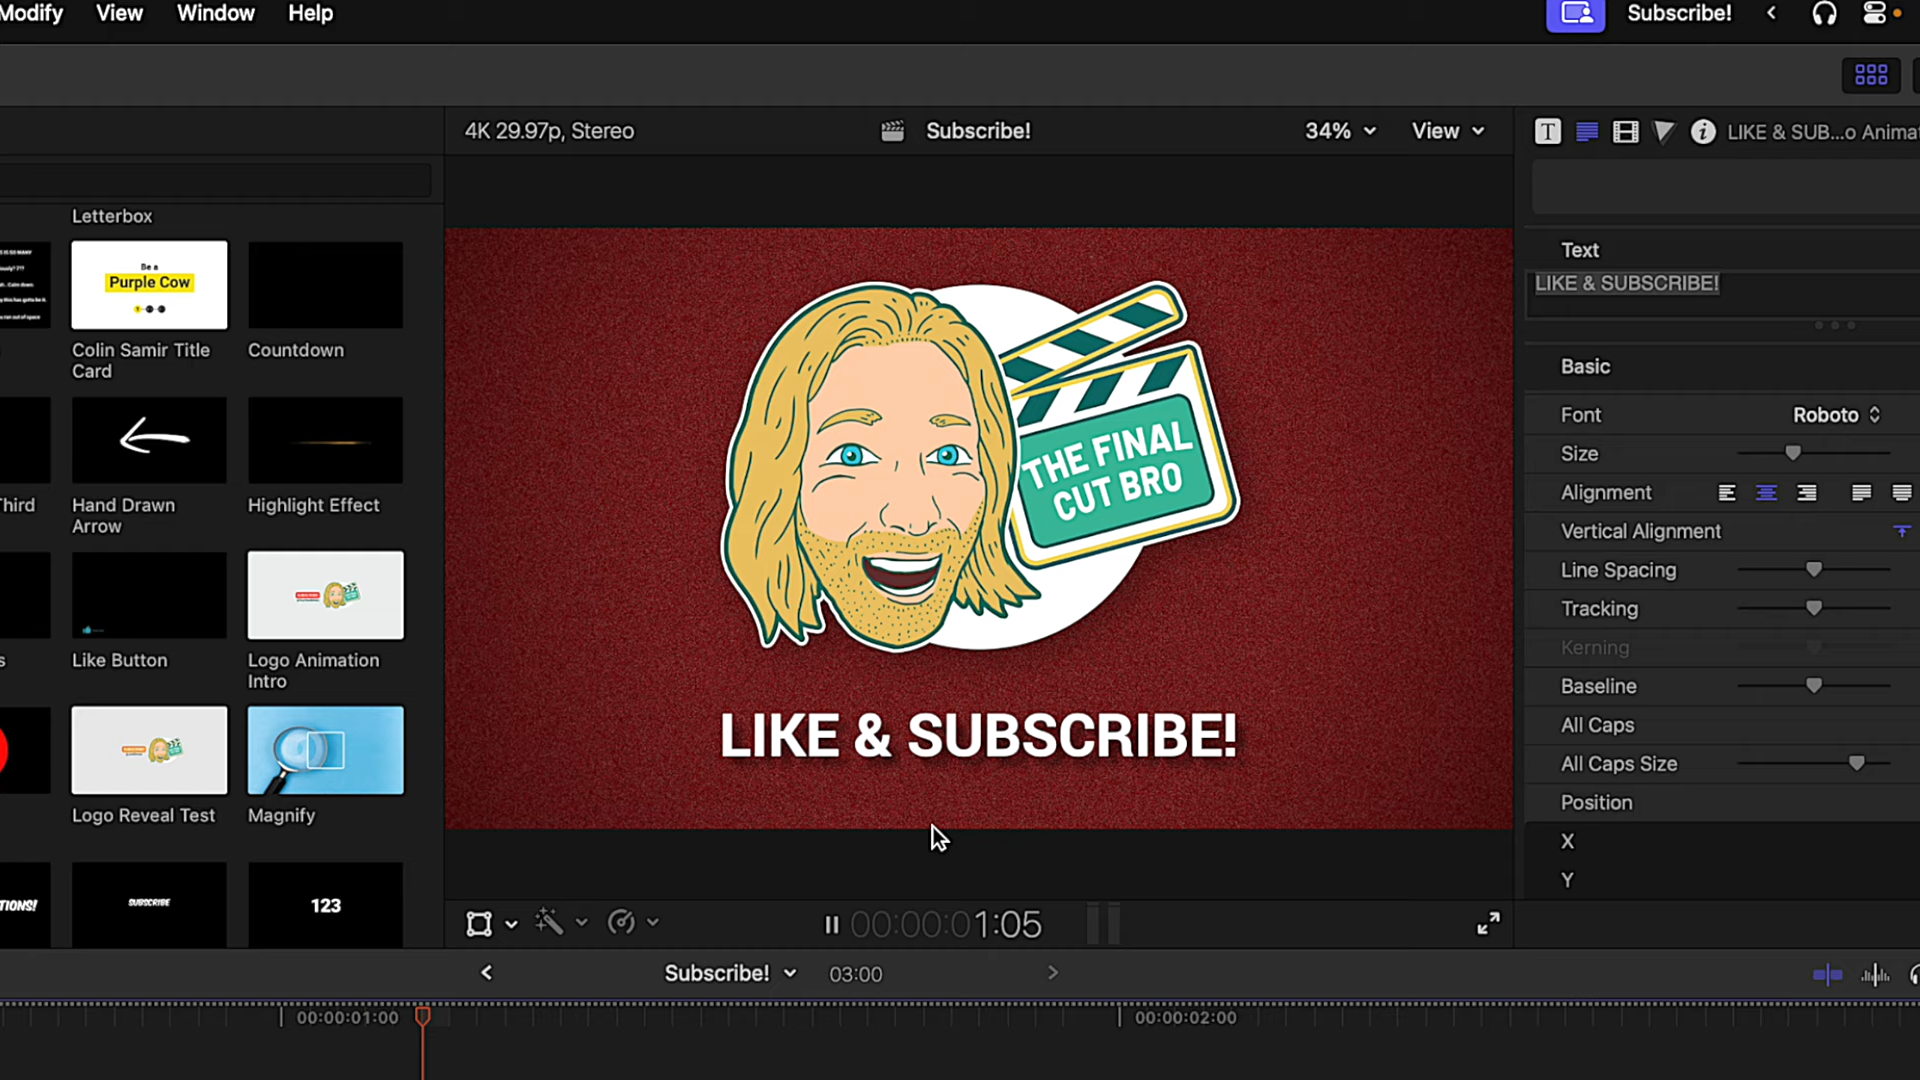 Modify View Window Help
Subscribe!
4K 29.97p, Stereo
Subscribe!
34%
View
LIKE & SUB...o Animat
Letterbox
Be a
Purple Cow
Colin Samir Title
Card
Countdown
Third
Hand Drawn
Arrow
Highlight Effect
s
Like Button
Logo Animation
Intro
Logo Reveal Test
Magnify
TIONS!
SUBSCRIBE
123
THE FINAL
CUT BRO
LIKE & SUBSCRIBE!
00:00:01:05
Text
LIKE & SUBSCRIBE!
Basic
Font
Roboto
Size
Alignment
Vertical Alignment
Line Spacing
Tracking
Kerning
Baseline
All Caps
All Caps Size
Position
X
Y
Subscribe!
03:00
00:00:01:00
00:00:02:00